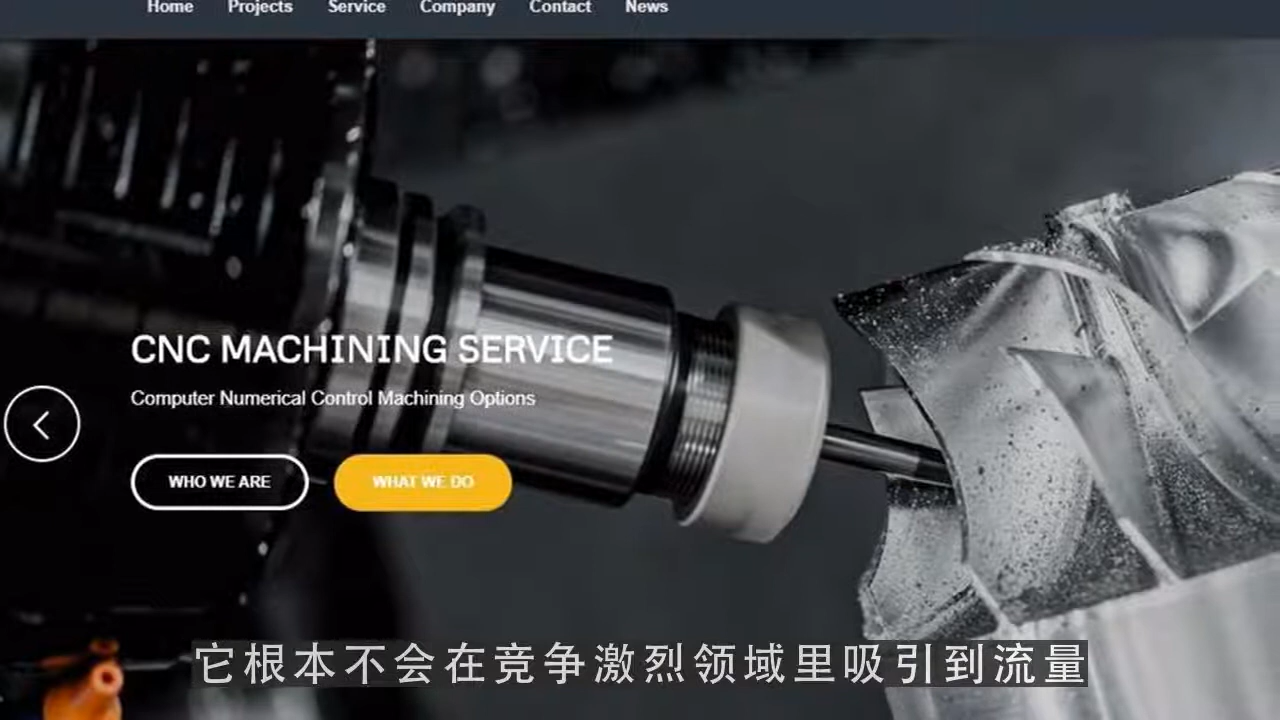 Home Projects Service Company Contact News
CNC MACHINING SERVICE
Computer Numerical Control Machining Options
WHO WE ARE WHAT WE DO
它根本不会在竞争激烈领域里吸引到流量